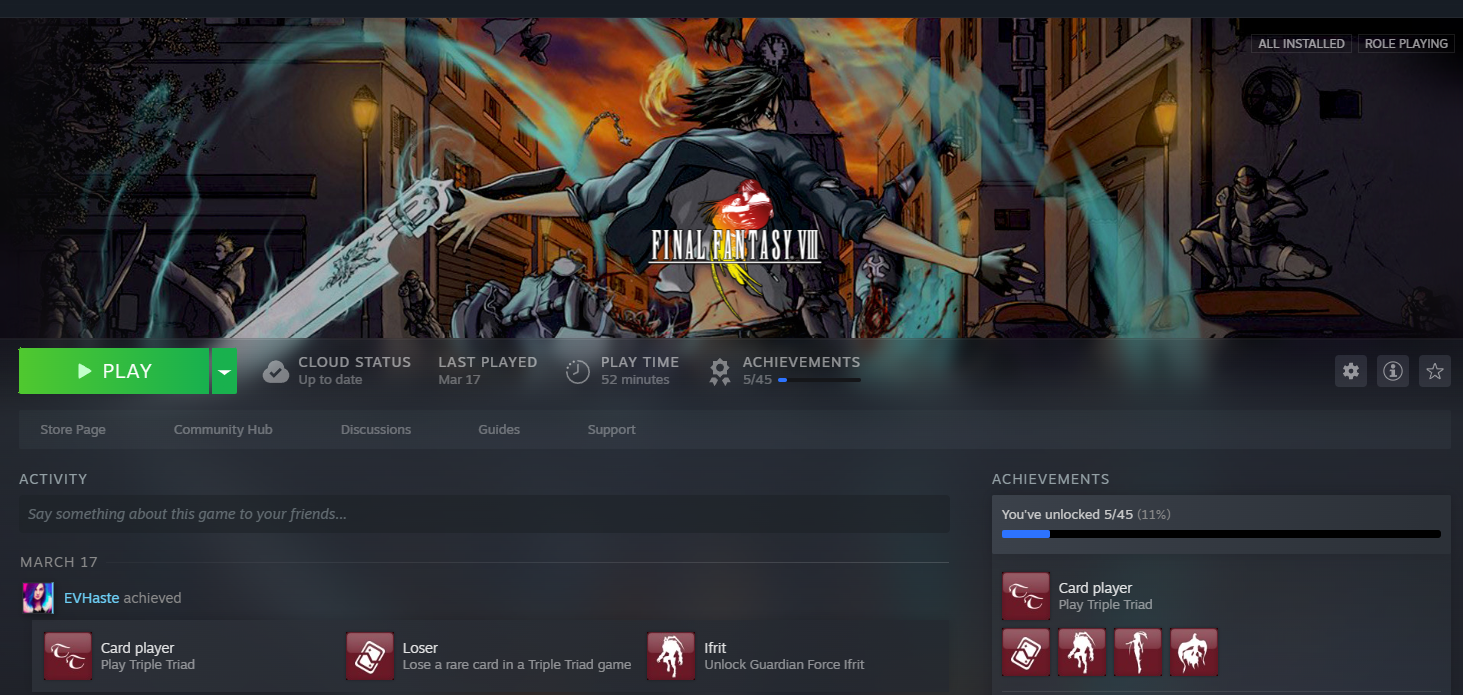 ALL INSTALLED
ROLE PLAYING
FINAL FANTASY VIII
PLAY
CLOUD STATUS
Up to date
LAST PLAYED
Mar 17
PLAY TIME
52 minutes
ACHIEVEMENTS
5/45
Store Page
Community Hub
Discussions
Guides
Support
ACTIVITY
Say something about this game to your friends...
MARCH 17
EVHaste achieved
Card player
Play Triple Triad
Loser
Lose a rare card in a Triple Triad game
Ifrit
Unlock Guardian Force Ifrit
ACHIEVEMENTS
You've unlocked 5/45 (11%)
Card player
Play Triple Triad